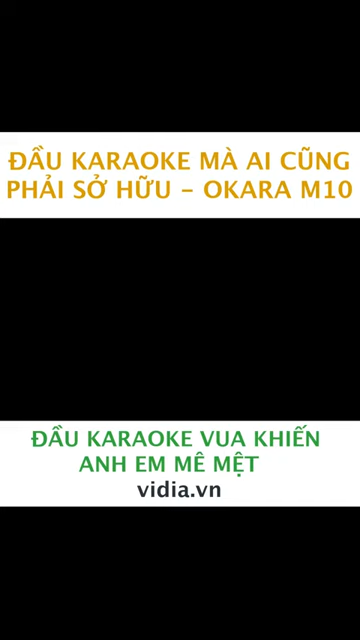 ĐẦU KARAOKE MÀ AI CŨNG
PHẢI SỞ HỮU - OKARA M10
ĐẦU KARAOKE VUA KHIẾN
ANH EM MÊ MỆT
vidia.vn